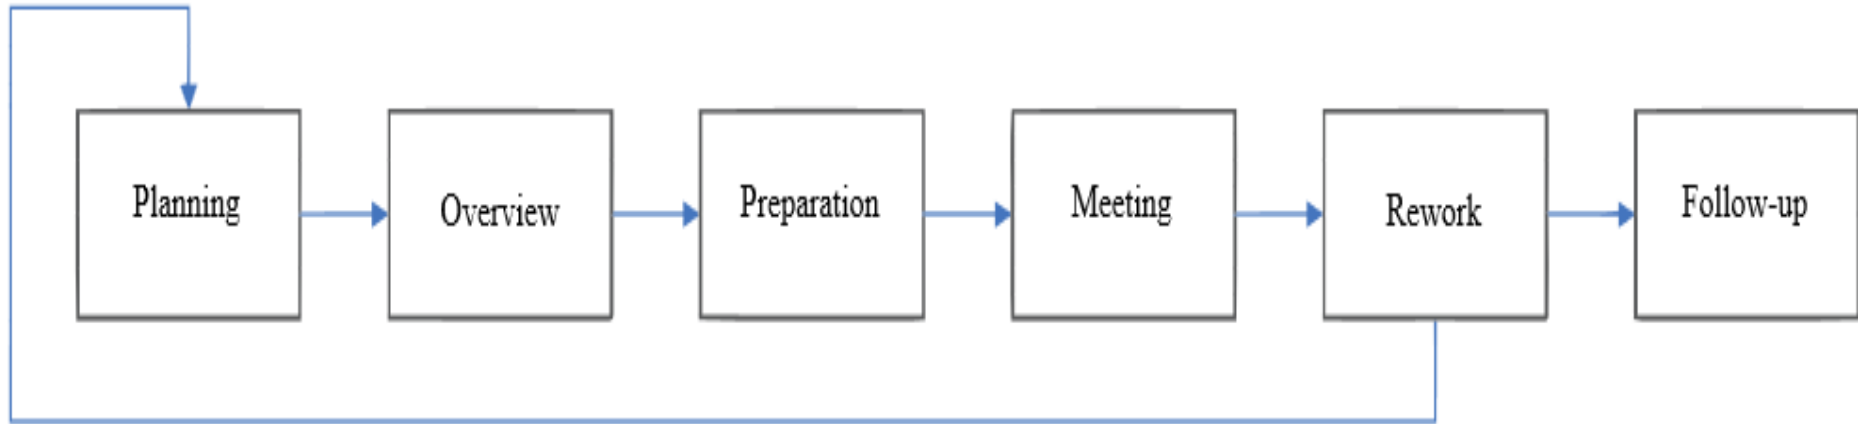 Planning
Overview
Preparation
Meeting
Rework
Follow-up